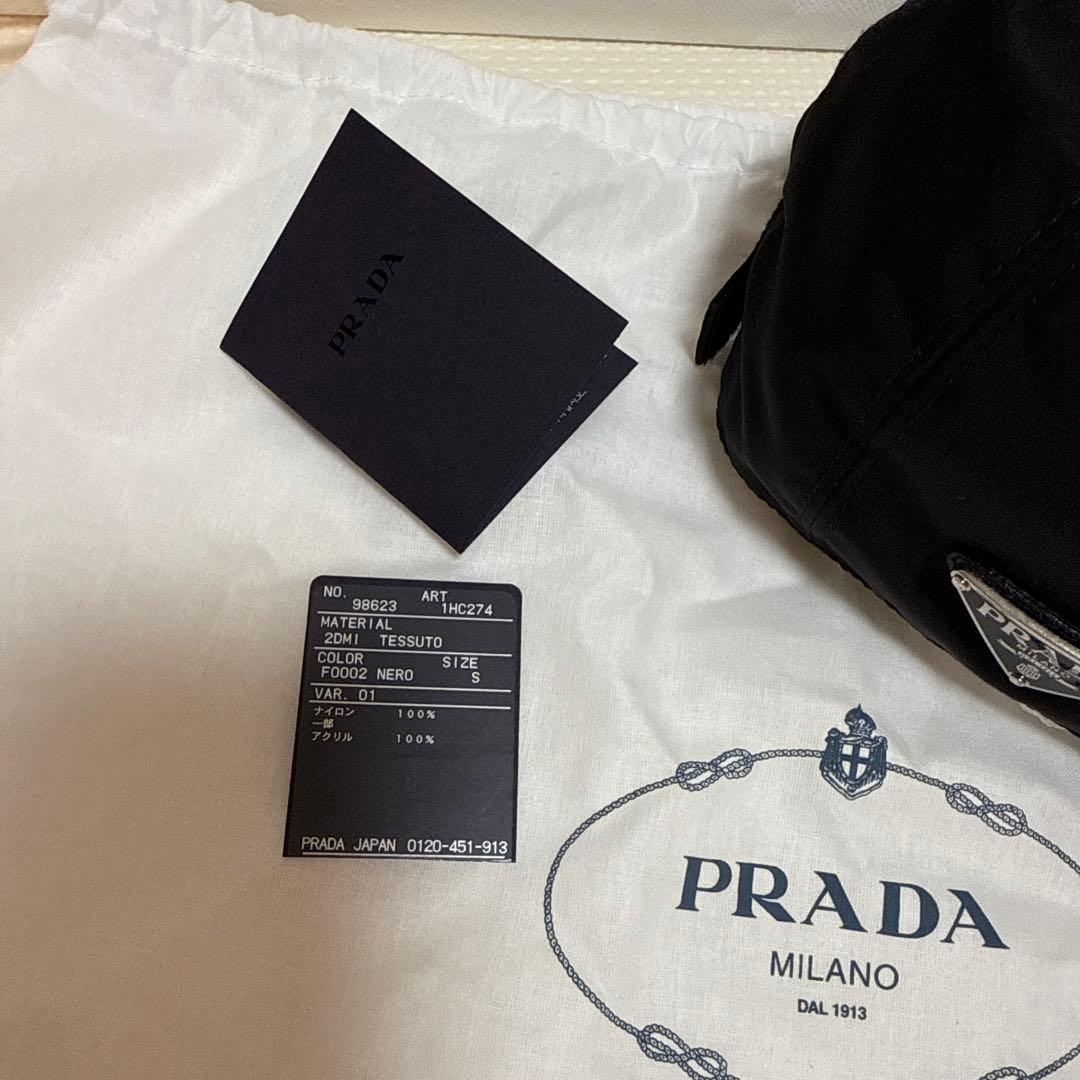 PRADA
NO. ART
98623 1HC274
MATERIAL
2DMI TESSUTO
COLOR SIZE
F0002 NERO S
VAR. 01
ナイロン 100%
一部
アクリル 100%
PRADA JAPAN 0120-451-913
PRADA
MILANO
DAL 1913